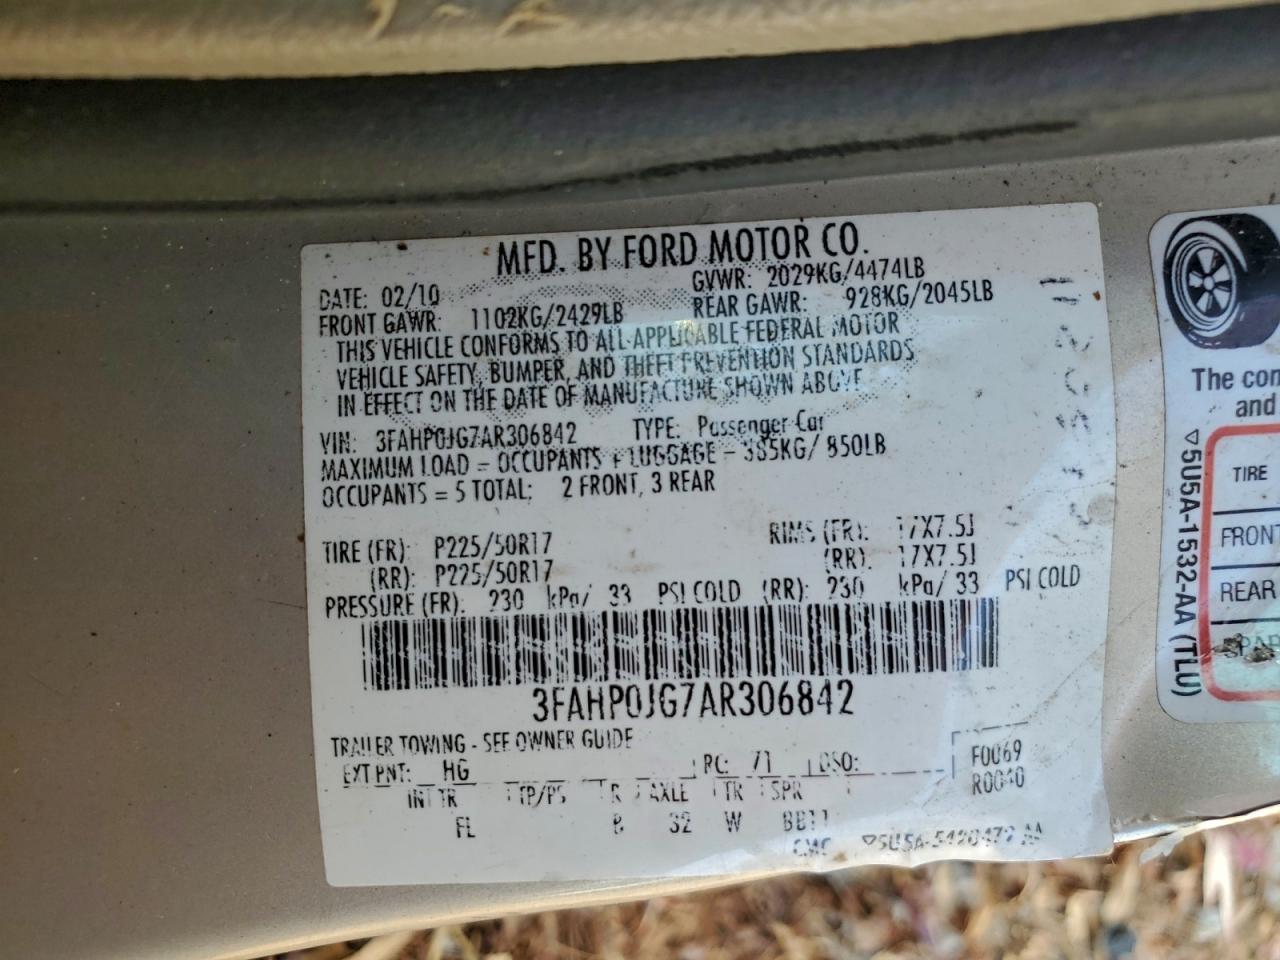 MFD. BY FORD MOTOR CO.
DATE: 02/10 GVWR: 2029KG/4474LB
FRONT GAWR: 1102KG/2429LB REAR GAWR: 928KG/2045LB
THIS VEHICLE CONFORMS TO ALL APPLICABLE FEDERAL MOTOR
VEHICLE SAFETY, BUMPER, AND THEFT PREVENTION STANDARDS
IN EFFECT ON THE DATE OF MANUFACTURE SHOWN ABOVE
VIN: 3FAHP0JG7AR306842 TYPE: Passenger Car
MAXIMUM LOAD = OCCUPANTS + LUGGAGE = 385KG/ 850LB
OCCUPANTS = 5 TOTAL: 2 FRONT, 3 REAR
TIRE (FR): P225/50R17 RIMS (FR): 17X7.5J
(RR): P225/50R17 (RR): 17X7.5J
PRESSURE (FR): 230 kPa/ 33 PSI COLD (RR): 230 kPa/ 33 PSI COLD
3FAHP0JG7AR306842
TRAILER TOWING - SEE OWNER GUIDE
EXT PNT: HG RC: 71 DSO: F0069
R0040
INT TR TP/PS R AXLE TR SPR
FL B 32 W BB11
CMC ▽5U5A-5420472-AA
The con
and
▽5U5A-1532-AA (TLU)
TIRE
FRONT
REAR